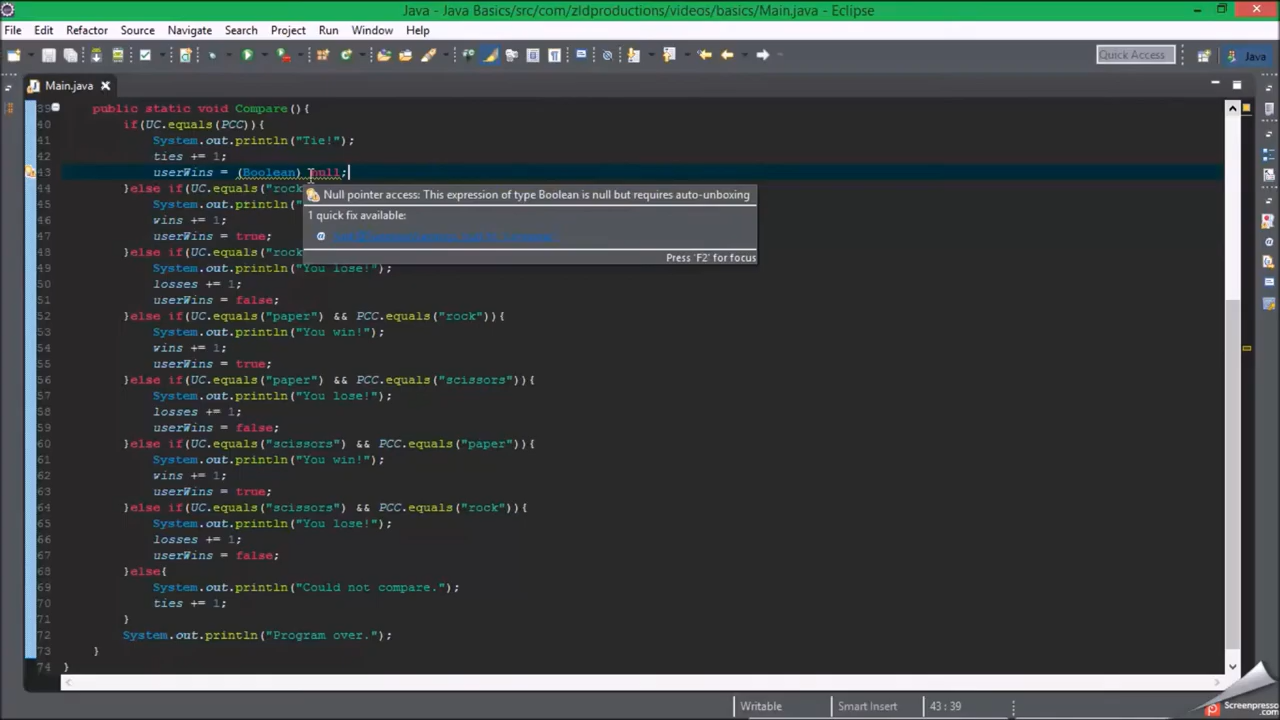 Java - Java Basics/src/com/zldproductions/videos/basics/Main.java - Eclipse
File Edit Refactor Source Navigate Search Project Run Window Help
Quick Access
Java
Main.java
39 public static void Compare(){
40 if(UC.equals(PCC)){
41 System.out.println("Tie!");
42 ties += 1;
43 userWins = (Boolean) null;
}else if(UC.equals("rock
Null pointer access: This expression of type Boolean is null but requires auto-unboxing
45 System.out.println("
1 quick fix available:
46 wins += 1;
47 userWins = true;
48 }else if(UC.equals("rock
Press 'F2' for focus
49 System.out.println("You lose!");
50 losses += 1;
51 userWins = false;
52 }else if(UC.equals("paper") && PCC.equals("rock")){
53 System.out.println("You win!");
54 wins += 1;
55 userWins = true;
56 }else if(UC.equals("paper") && PCC.equals("scissors")){
57 System.out.println("You lose!");
58 losses += 1;
59 userWins = false;
60 }else if(UC.equals("scissors") && PCC.equals("paper")){
61 System.out.println("You win!");
62 wins += 1;
63 userWins = true;
64 }else if(UC.equals("scissors") && PCC.equals("rock")){
65 System.out.println("You lose!");
66 losses += 1;
67 userWins = false;
68 }else{
69 System.out.println("Could not compare.");
70 ties += 1;
71 }
72 System.out.println("Program over.");
73 }
74 }
Writable Smart Insert 43 : 39
Screenpresso
.com